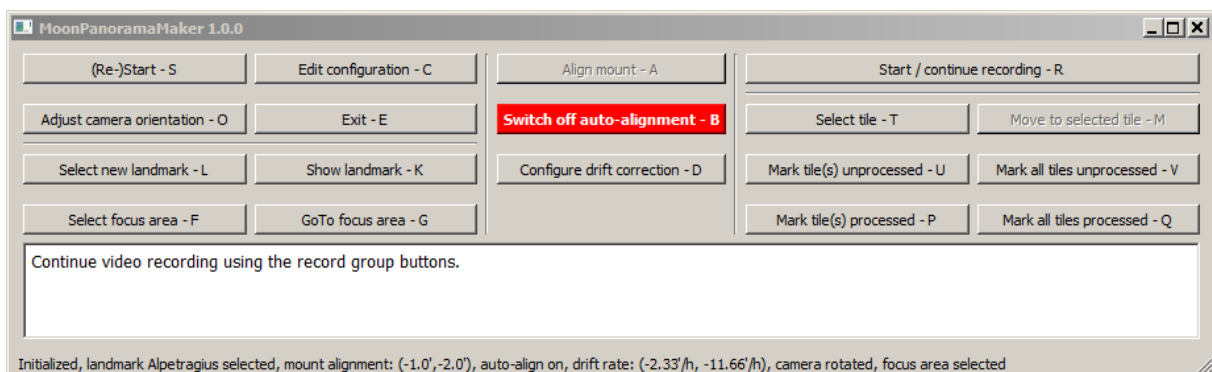 MoonPanoramaMaker 1.0.0
(Re-)Start - S
Edit configuration - C
Align mount - A
Start / continue recording - R
Adjust camera orientation - O
Exit - E
Switch off auto-alignment - B
Select tile - T
Move to selected tile - M
Select new landmark - L
Show landmark - K
Configure drift correction - D
Mark tile(s) unprocessed - U
Mark all tiles unprocessed - V
Select focus area - F
GoTo focus area - G
Mark tile(s) processed - P
Mark all tiles processed - Q
Continue video recording using the record group buttons.
Initialized, landmark Alpetragius selected, mount alignment: (-1.0',-2.0'), auto-align on, drift rate: (-2.33'/h, -11.66'/h), camera rotated, focus area selected